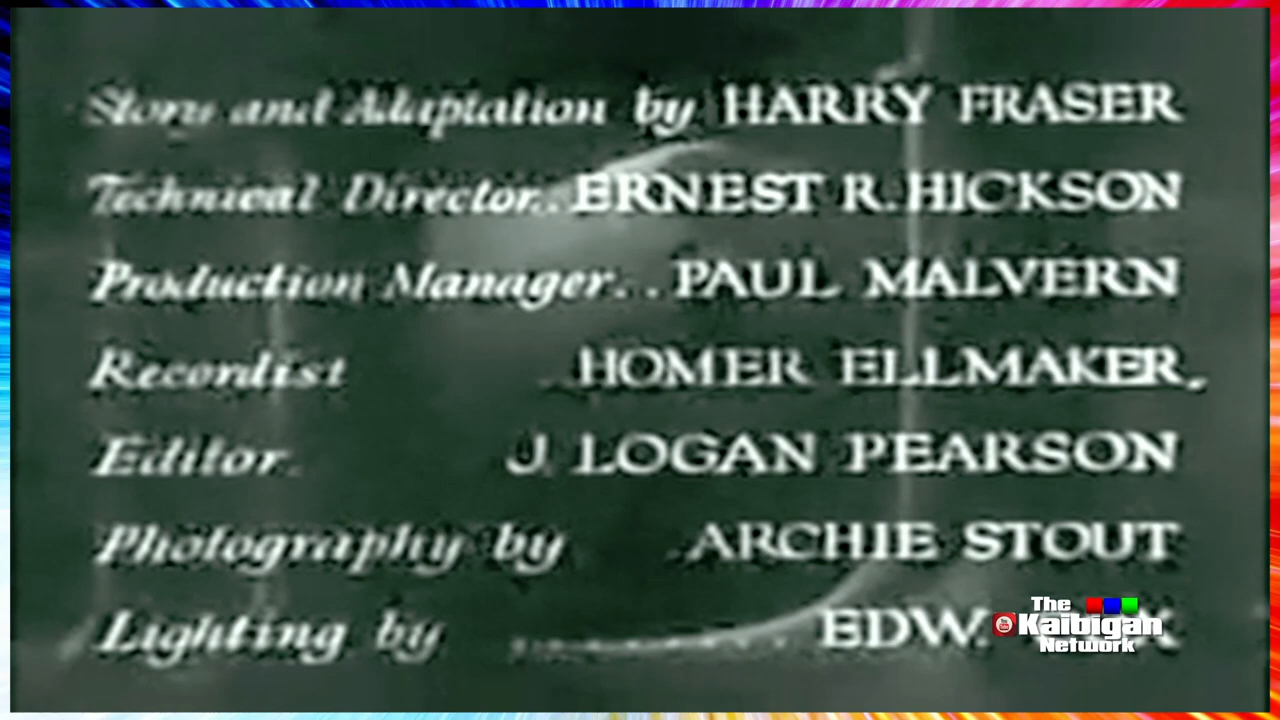 Story and Adaptation by HARRY FRASER
Technical Director.. ERNEST R. HICKSON
Production Manager.. PAUL MALVERN
Recordist HOMER ELLMAKER.
Editor. J. LOGAN PEARSON
Photography by ARCHIE STOUT
Lighting by EDW.
The
Kaibigan
Network